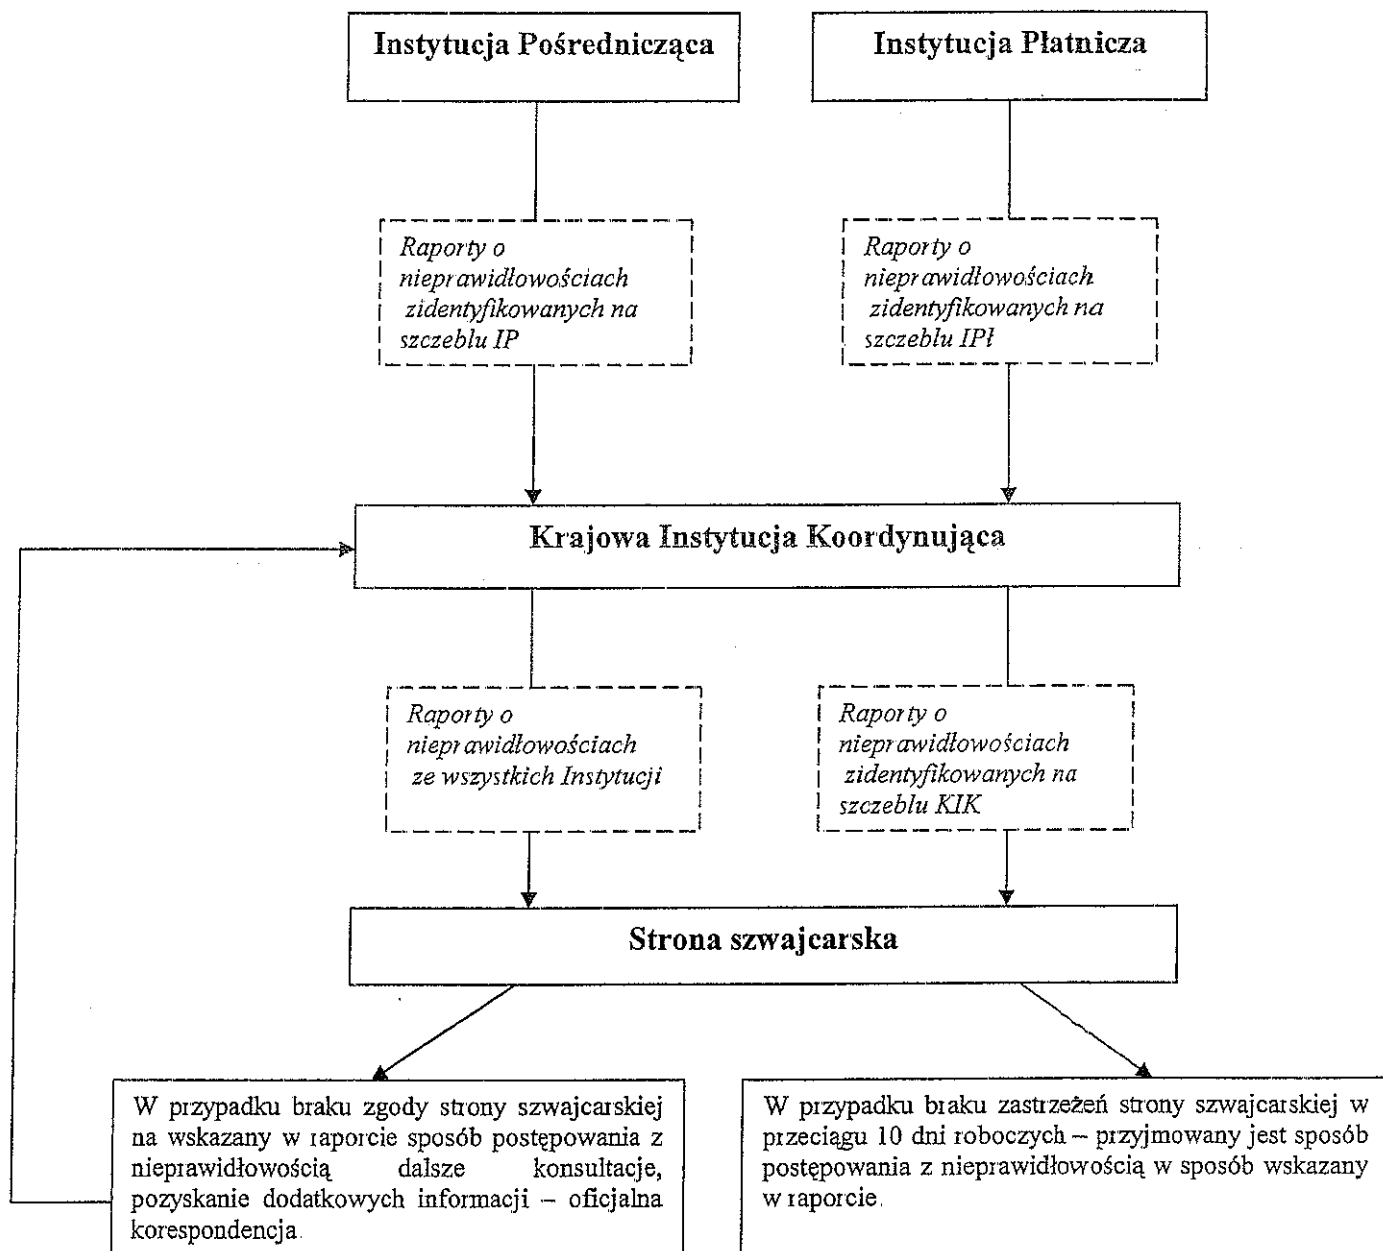 Instytucja Pośrednicząca
Instytucja Płatnicza
Raporty o
nieprawidłowościach
zidentyfikowanych na
szczeblu IP
Raporty o
nieprawidłowościach
zidentyfikowanych na
szczeblu IPł
Krajowa Instytucja Koordynująca
Raporty o
nieprawidłowościach
ze wszystkich Instytucji
Raporty o
nieprawidłowościach
zidentyfikowanych na
szczeblu KIK
Strona szwajcarska
W przypadku braku zgody strony szwajcarskiej
na wskazany w raporcie sposób postępowania z
nieprawidłowością dalsze konsultacje,
pozyskanie dodatkowych informacji – oficjalna
korespondencja.
W przypadku braku zastrzeżeń strony szwajcarskiej w
przeciągu 10 dni roboczych – przyjmowany jest sposób
postępowania z nieprawidłowością w sposób wskazany
w raporcie.